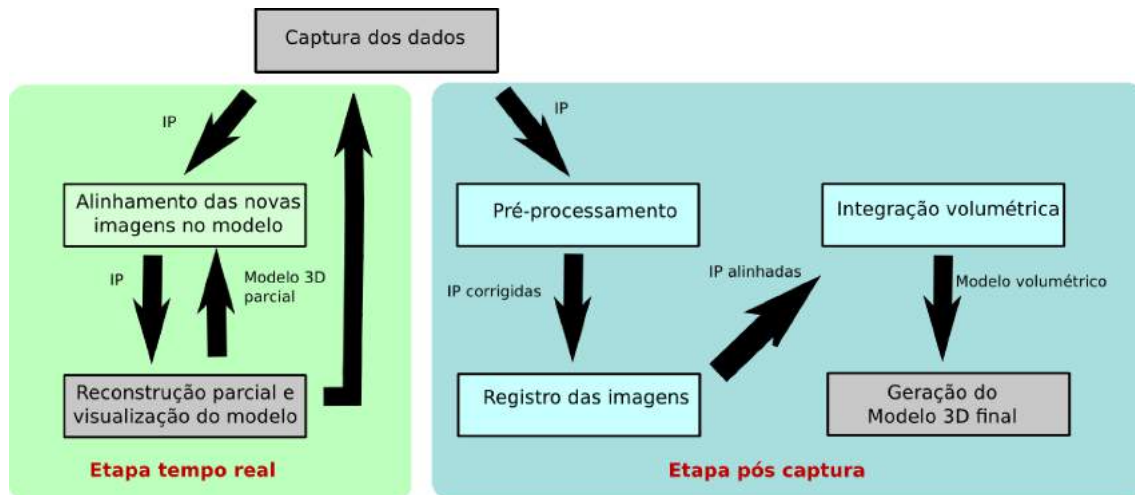 Captura dos dados
IP
Alinhamento das novas
imagens no modelo
IP
Modelo 3D
parcial
Reconstrução parcial e
visualização do modelo
Etapa tempo real
IP
Pré-processamento
IP corrigidas
Registro das imagens
IP alinhadas
Integração volumétrica
Modelo volumétrico
Geração do
Modelo 3D final
Etapa pós captura